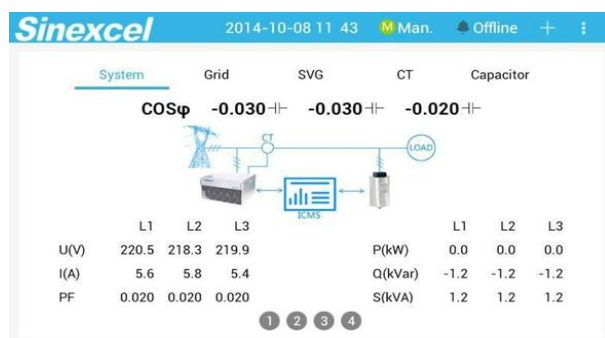 Sinexcel 2014-10-08 11 43 M Man. Offline
System Grid SVG CT Capacitor
COSφ -0.030 -0.030 -0.020
CT
LOAD
ICMS
L1 L2 L3 L1 L2 L3
U(V) 220.5 218.3 219.9 P(kW) 0.0 0.0 0.0
I(A) 5.6 5.8 5.4 Q(kVar) -1.2 -1.2 -1.2
PF 0.020 0.020 0.020 S(kVA) 1.2 1.2 1.2
1 2 3 4